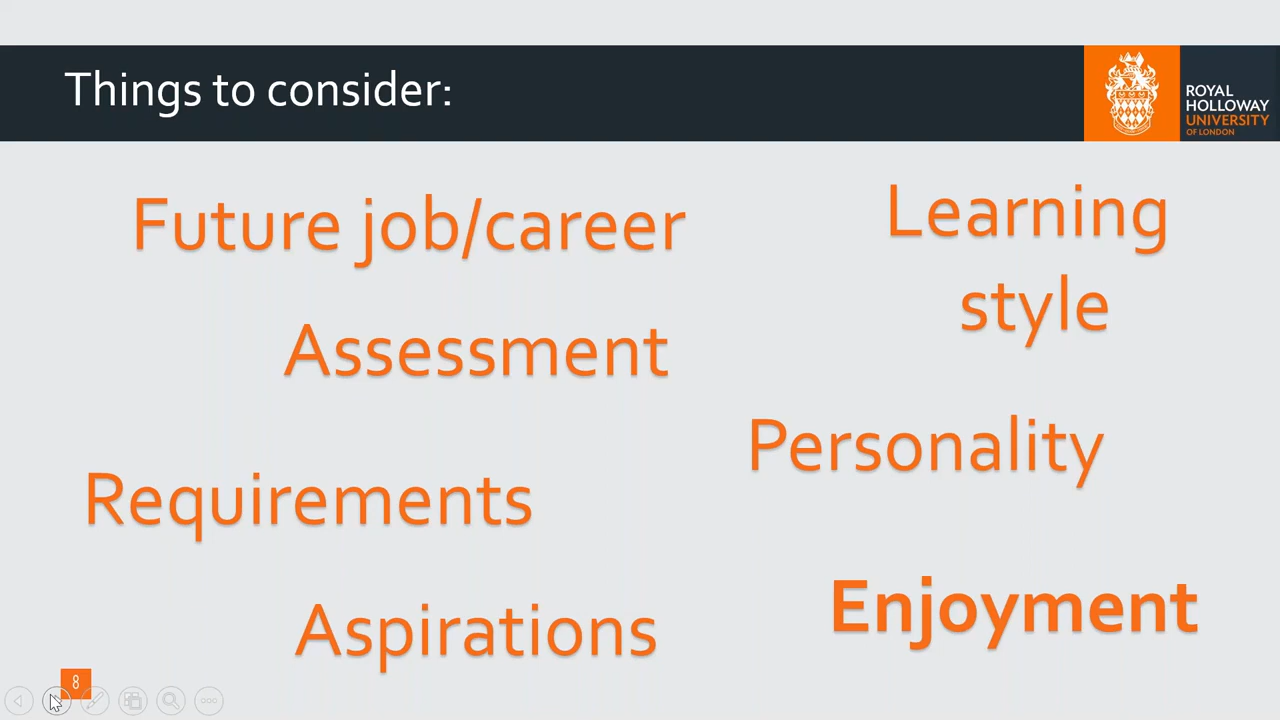 Things to consider:
ROYAL
HOLLOWAY
UNIVERSITY
OF LONDON
Future job/career
Learning
style
Assessment
Personality
Requirements
Enjoyment
Aspirations
8